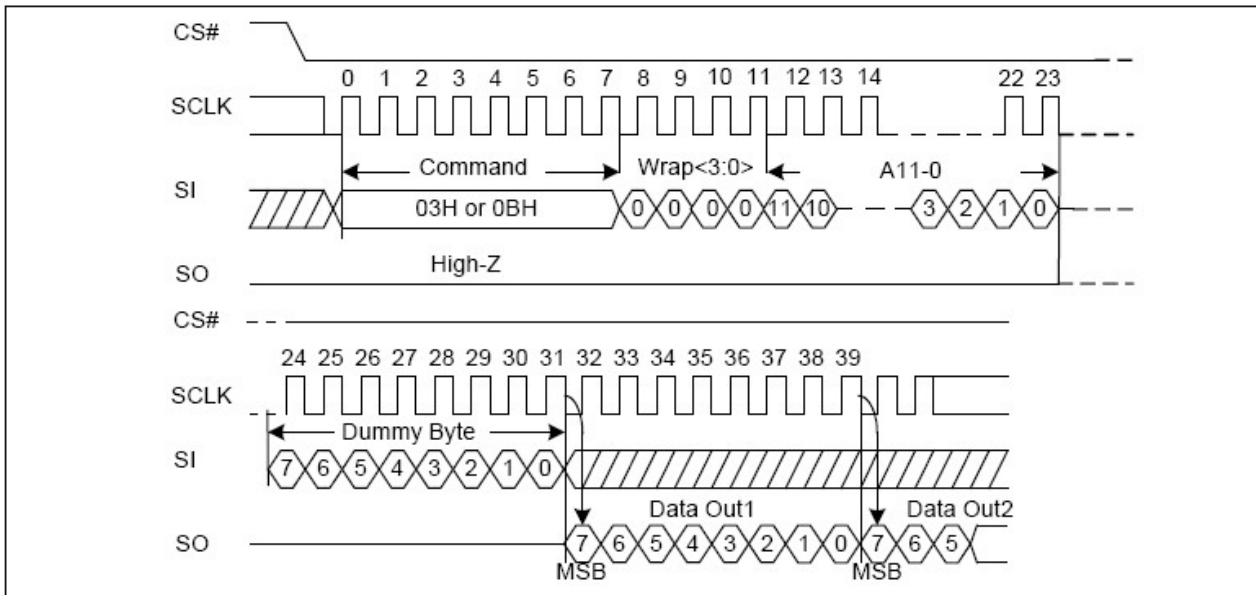 CS#
0 1 2 3 4 5 6 7 8 9 10 11 12 13 14 22 23
SCLK
Command Wrap<3:0> A11-0
SI
03H or 0BH 0 0 0 0 11 10 3 2 1 0
High-Z
SO
CS#
24 25 26 27 28 29 30 31 32 33 34 35 36 37 38 39
SCLK
Dummy Byte
SI
7 6 5 4 3 2 1 0
Data Out1 Data Out2
SO
7 6 5 4 3 2 1 0 7 6 5
MSB MSB